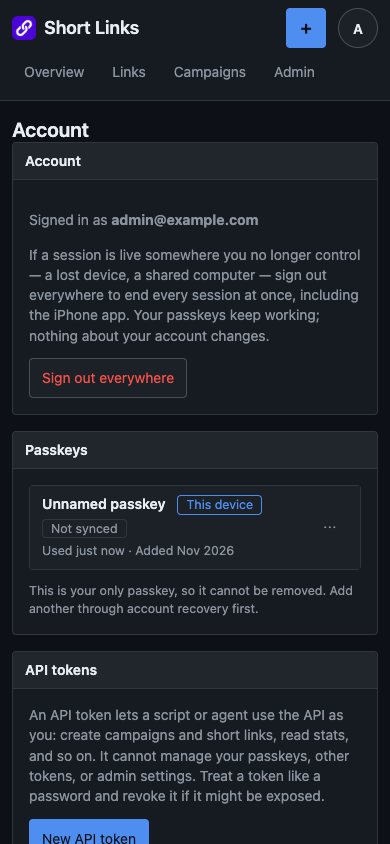 Short Links
+
A
Overview
Links
Campaigns
Admin
Account
Account
Signed in as admin@example.com
If a session is live somewhere you no longer control
— a lost device, a shared computer — sign out
everywhere to end every session at once, including
the iPhone app. Your passkeys keep working;
nothing about your account changes.
Sign out everywhere
Passkeys
Unnamed passkey
This device
Not synced
...
Used just now · Added Nov 2026
This is your only passkey, so it cannot be removed. Add
another through account recovery first.
API tokens
An API token lets a script or agent use the API as
you: create campaigns and short links, read stats,
and so on. It cannot manage your passkeys, other
tokens, or admin settings. Treat a token like a
password and revoke it if it might be exposed.
New API token